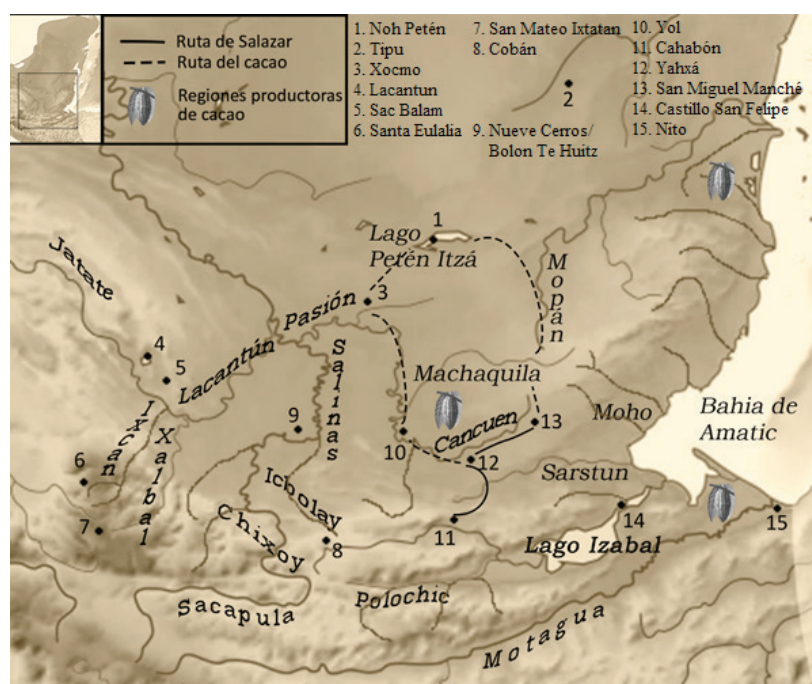 Ruta de Salazar
Ruta del cacao
Regiones productoras
de cacao
1. Noh Petén
2. Tipu
3. Xocmo
4. Lacantun
5. Sac Balam
6. Santa Eulalia
7. San Mateo Ixtatan
8. Cobán
9. Nueve Cerros/
Bolon Te Huitz
10. Yol
11. Cahabón
12. Yahxá
13. San Miguel Manché
14. Castillo San Felipe
15. Nito
2
1
Lago
Petén Itzá
Mopán
Jatate
Pasión
3
4
5
Lacantún
Salinas
Machaquila
Ixcan
Xalbal
9
10
Cancuen
13
Moho
Bahia de
Amatic
12
6
Icbolay
Sarstun
7
Chixoy
8
11
14
15
Lago Izabal
Sacapula
Polochic
Motagua